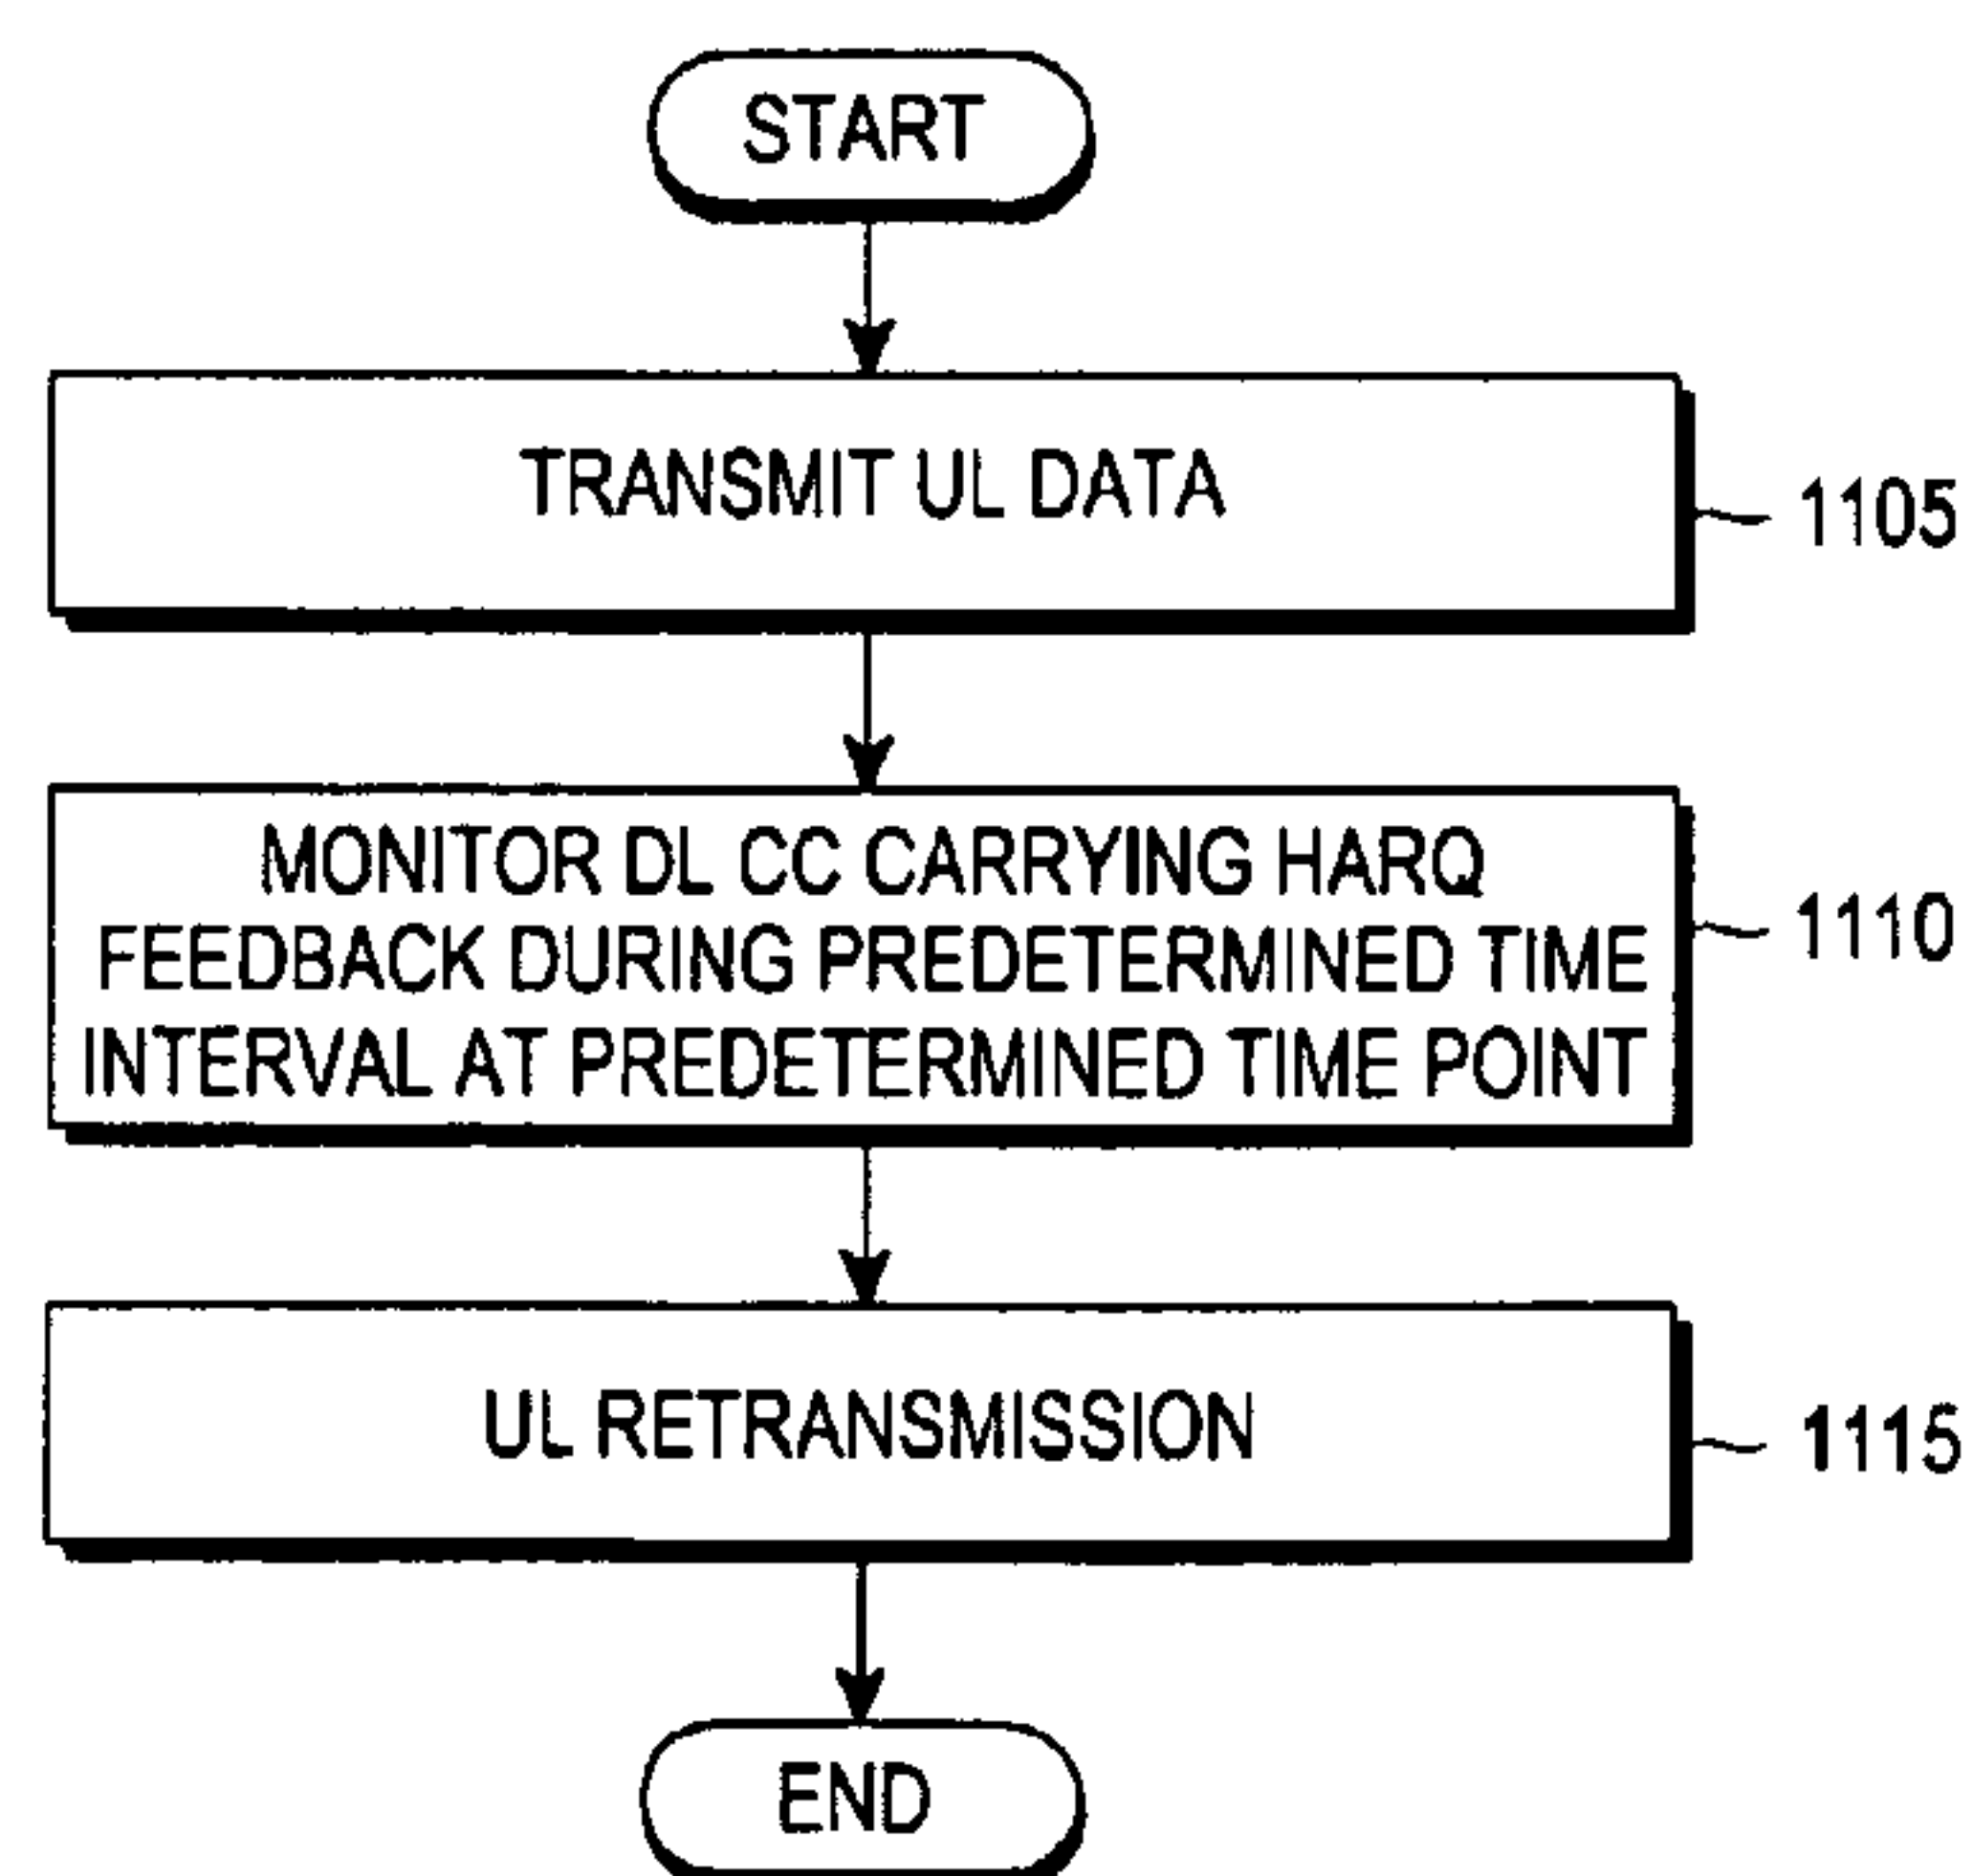 START
TRANSMIT UL DATA
1105
MONITOR DL CC CARRYING HARQ
FEEDBACK DURING PREDETERMINED TIME
INTERVAL AT PREDETERMINED TIME POINT
1110
UL RETRANSMISSION
1115
END